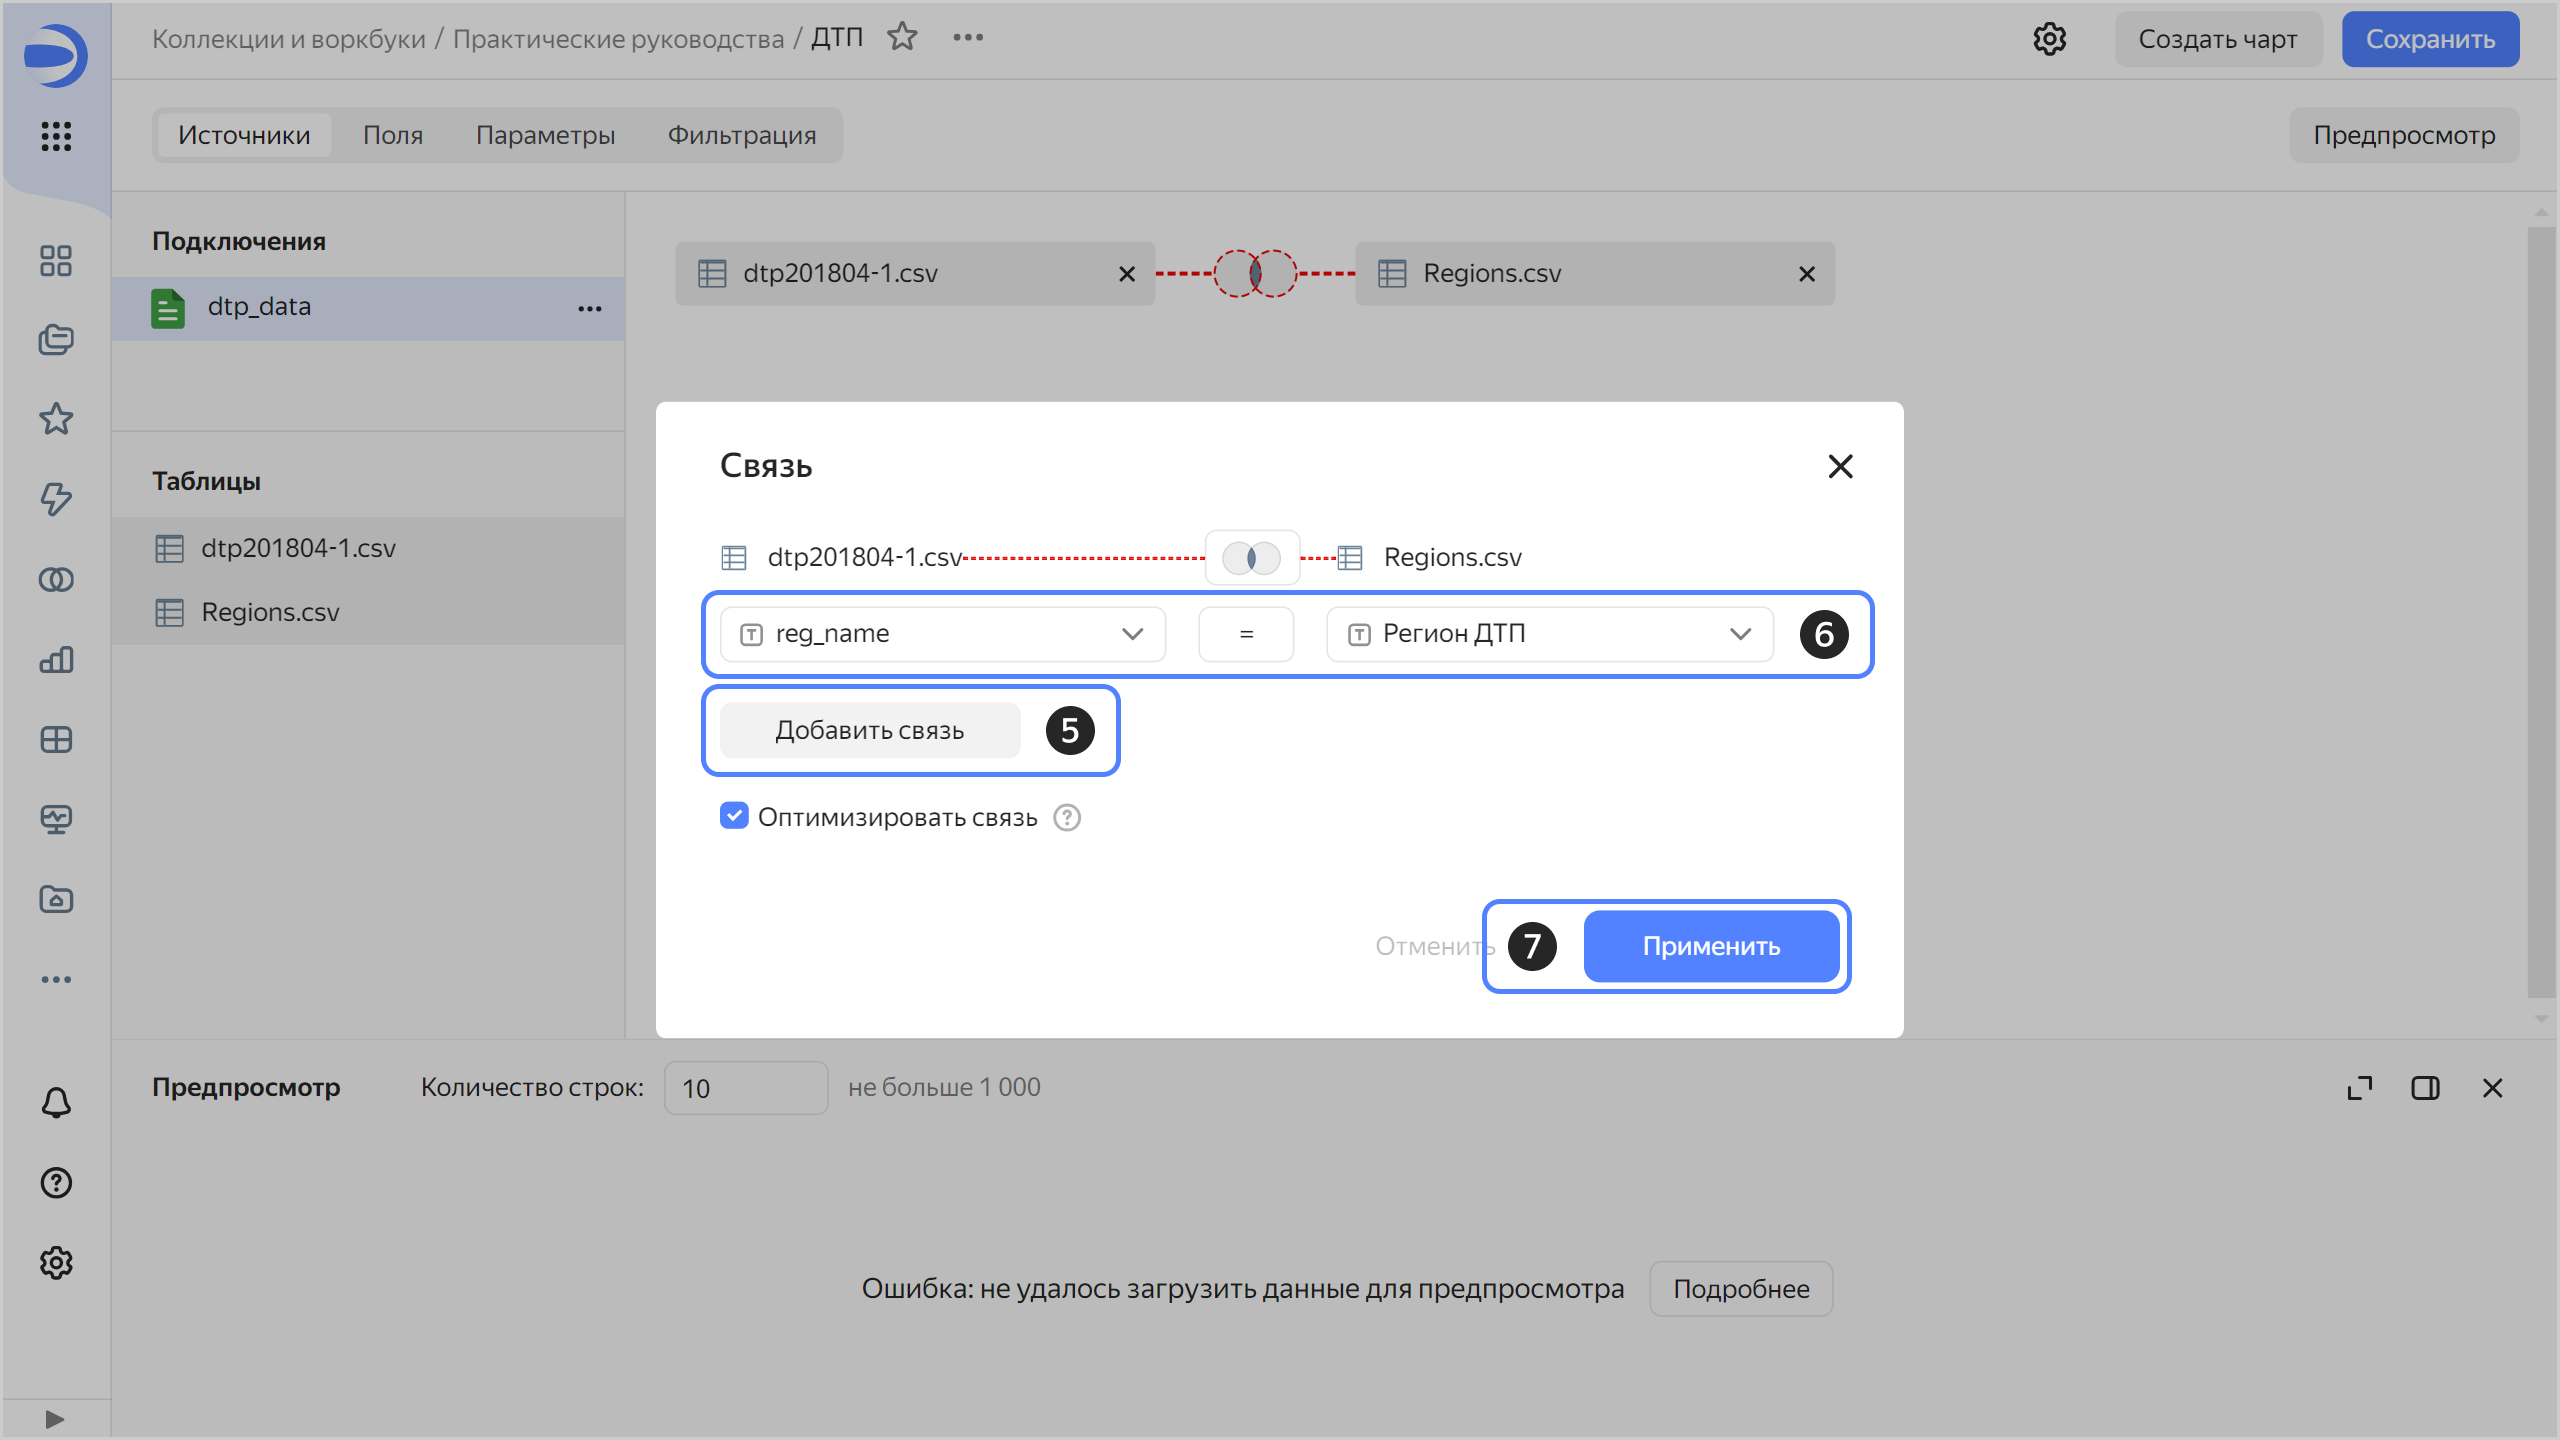 Коллекции и воркбуки / Практические руководства / ДТП
Создать чарт
Сохранить
Источники
Поля
Параметры
Фильтрация
Предпросмотр
Подключения
dtp_data
Таблицы
dtp201804-1.csv
Regions.csv
dtp201804-1.csv
Regions.csv
Связь
dtp201804-1.csv
Regions.csv
reg_name
=
Регион ДТП
6
Добавить связь
5
Оптимизировать связь
Отменить
7
Применить
Предпросмотр
Количество строк:
10
не больше 1 000
Ошибка: не удалось загрузить данные для предпросмотра
Подробнее